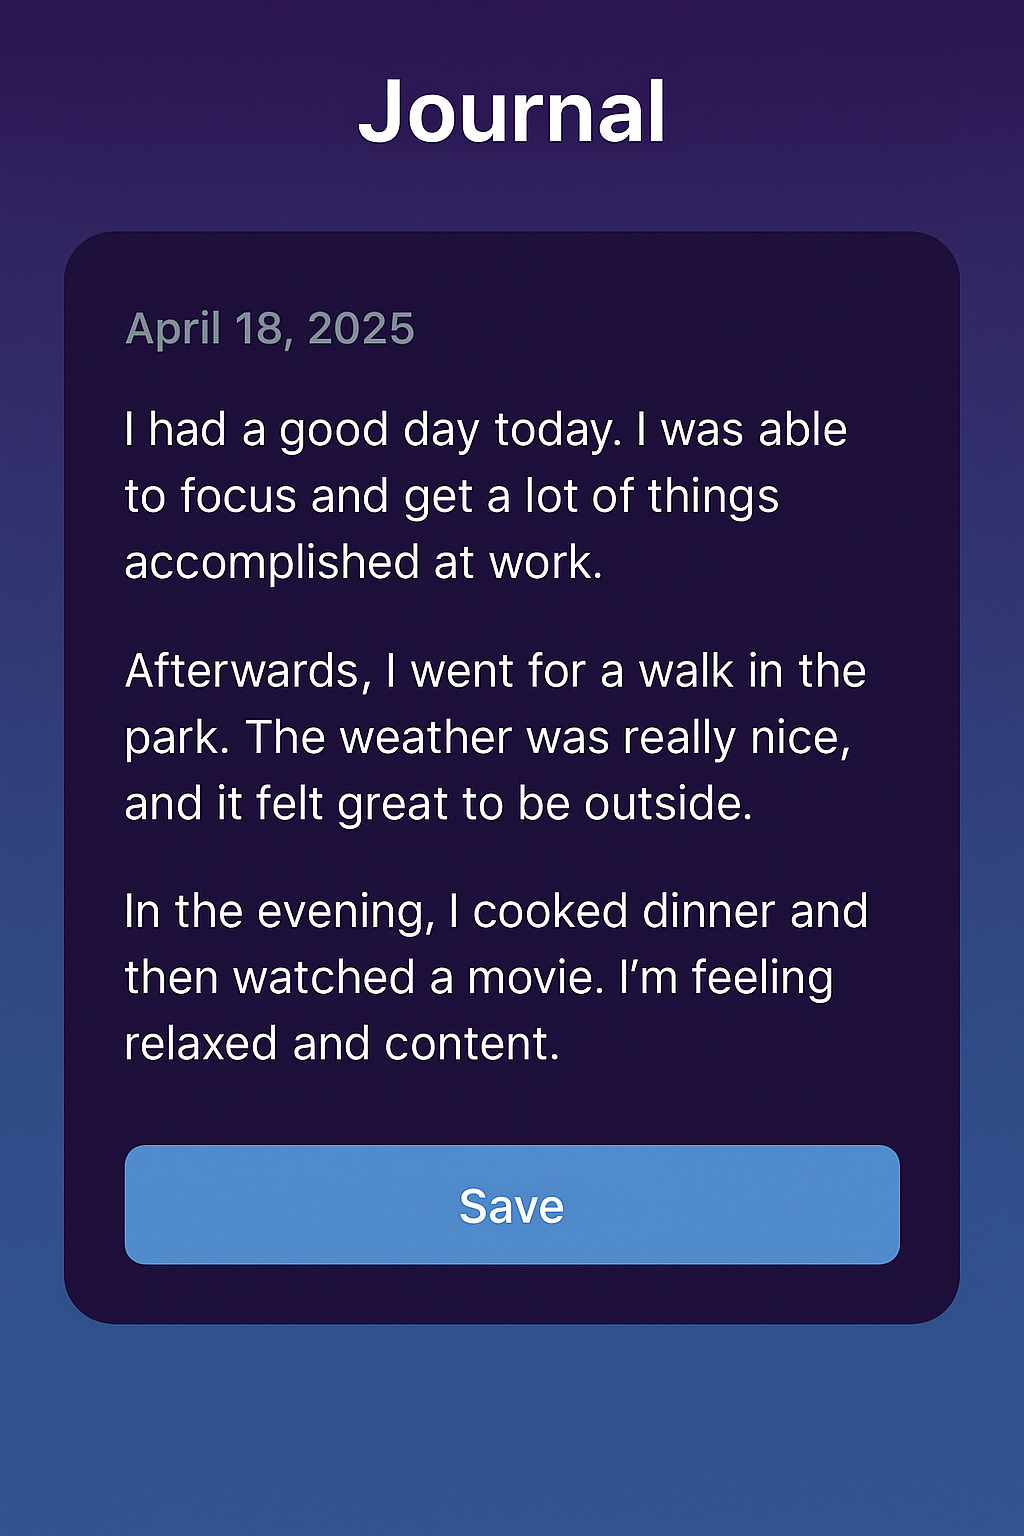 Journal
April 18, 2025
I had a good day today. I was able
to focus and get a lot of things
accomplished at work.
Afterwards, I went for a walk in the
park. The weather was really nice,
and it felt great to be outside.
In the evening, I cooked dinner and
then watched a movie. I’m feeling
relaxed and content.
Save